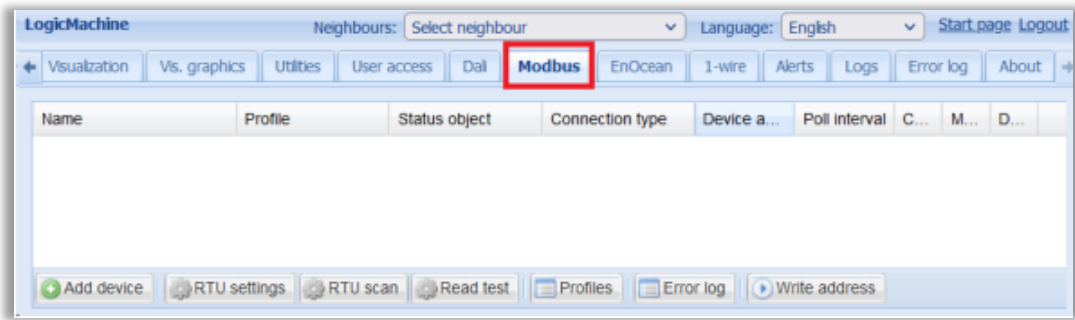 LogicMachine Neighbours: Select neighbour Language: English Start page Logout
Visualization Vis. graphics Utilities User access Dali Modbus EnOcean 1-wire Alerts Logs Error log About
Name Profile Status object Connection type Device a... Poll interval C... M... D...
Add device RTU settings RTU scan Read test Profiles Error log Write address